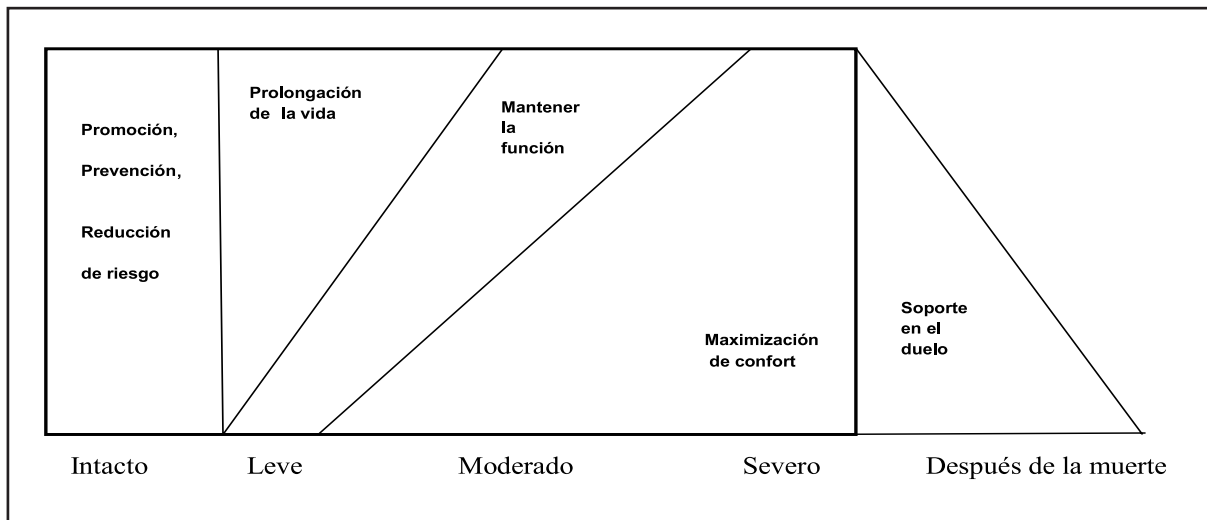 Promoción,
Prevención,
Reducción
de riesgo
Prolongación
de la vida
Mantener
la
función
Maximización
de confort
Soporte
en el
duelo
Intacto Leve Moderado Severo Después de la muerte